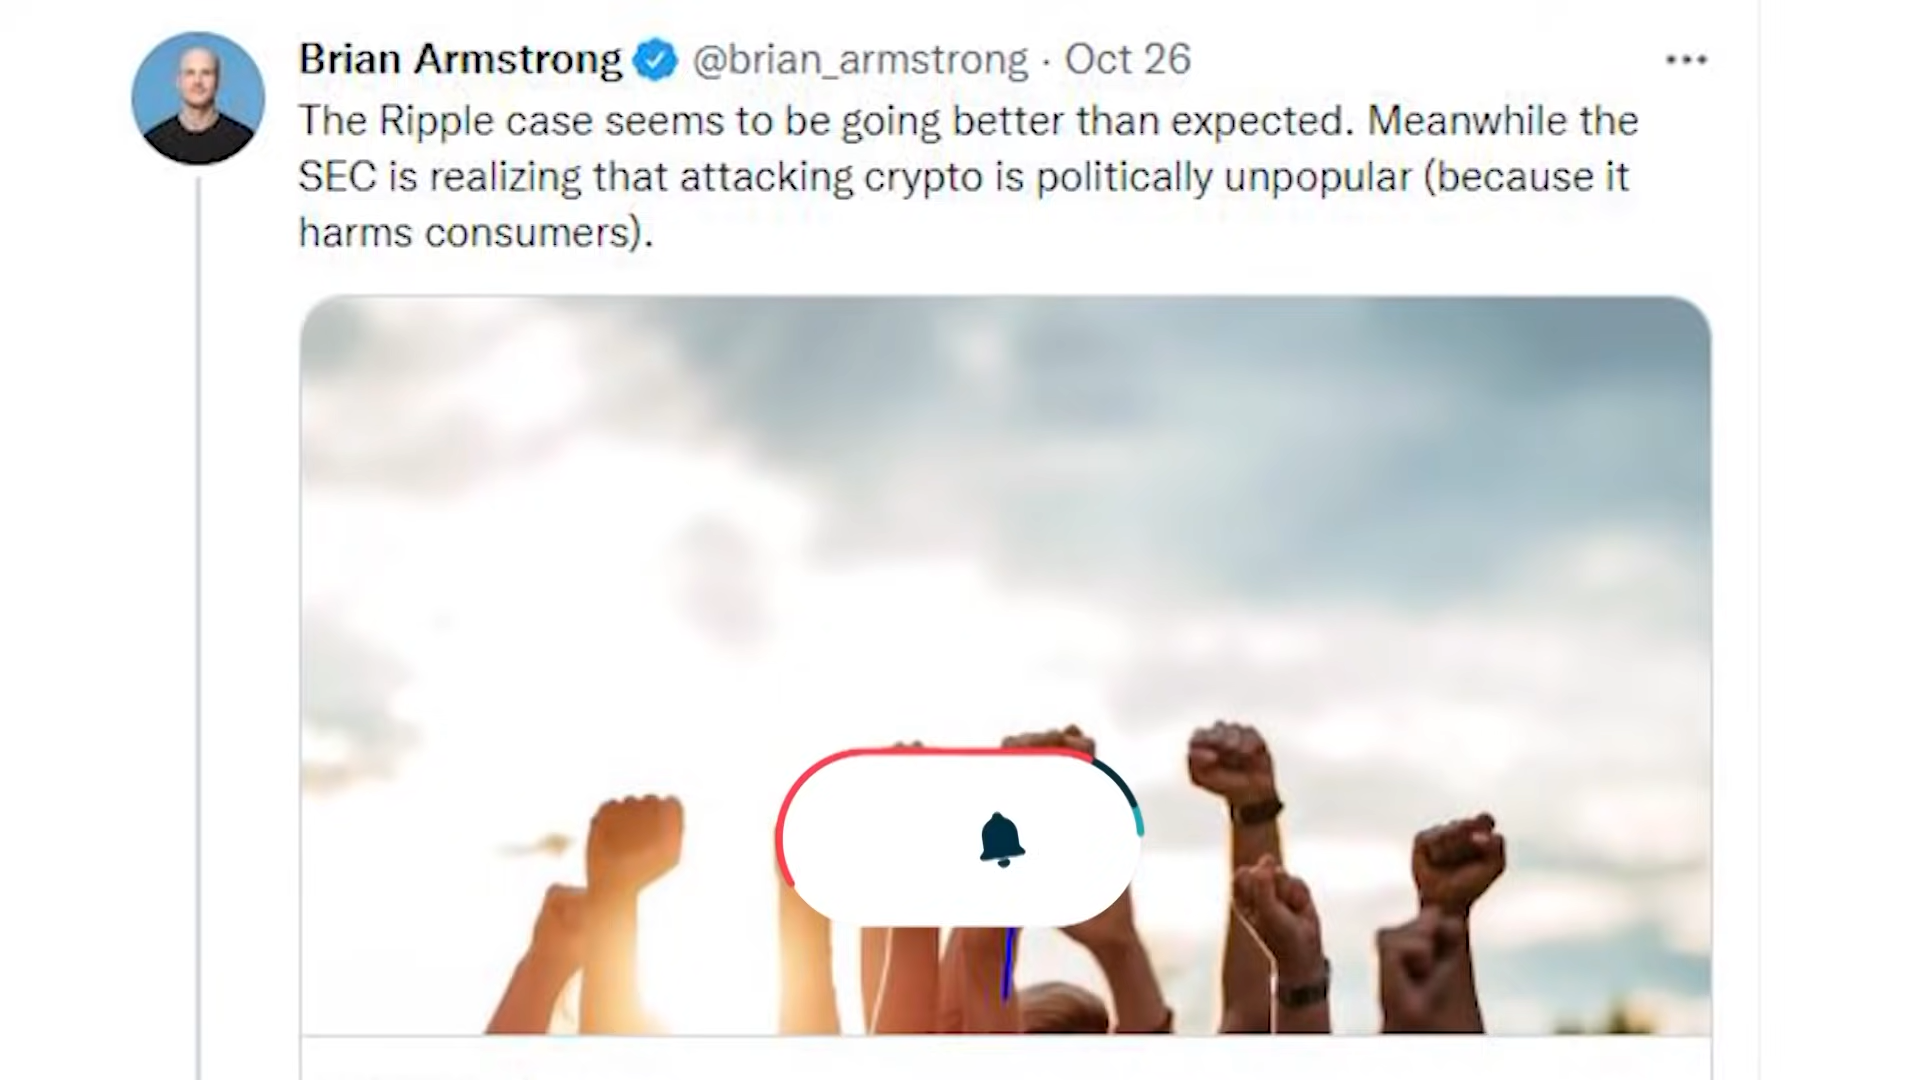 Brian Armstrong @brian_armstrong · Oct 26
The Ripple case seems to be going better than expected. Meanwhile the
SEC is realizing that attacking crypto is politically unpopular (because it
harms consumers).